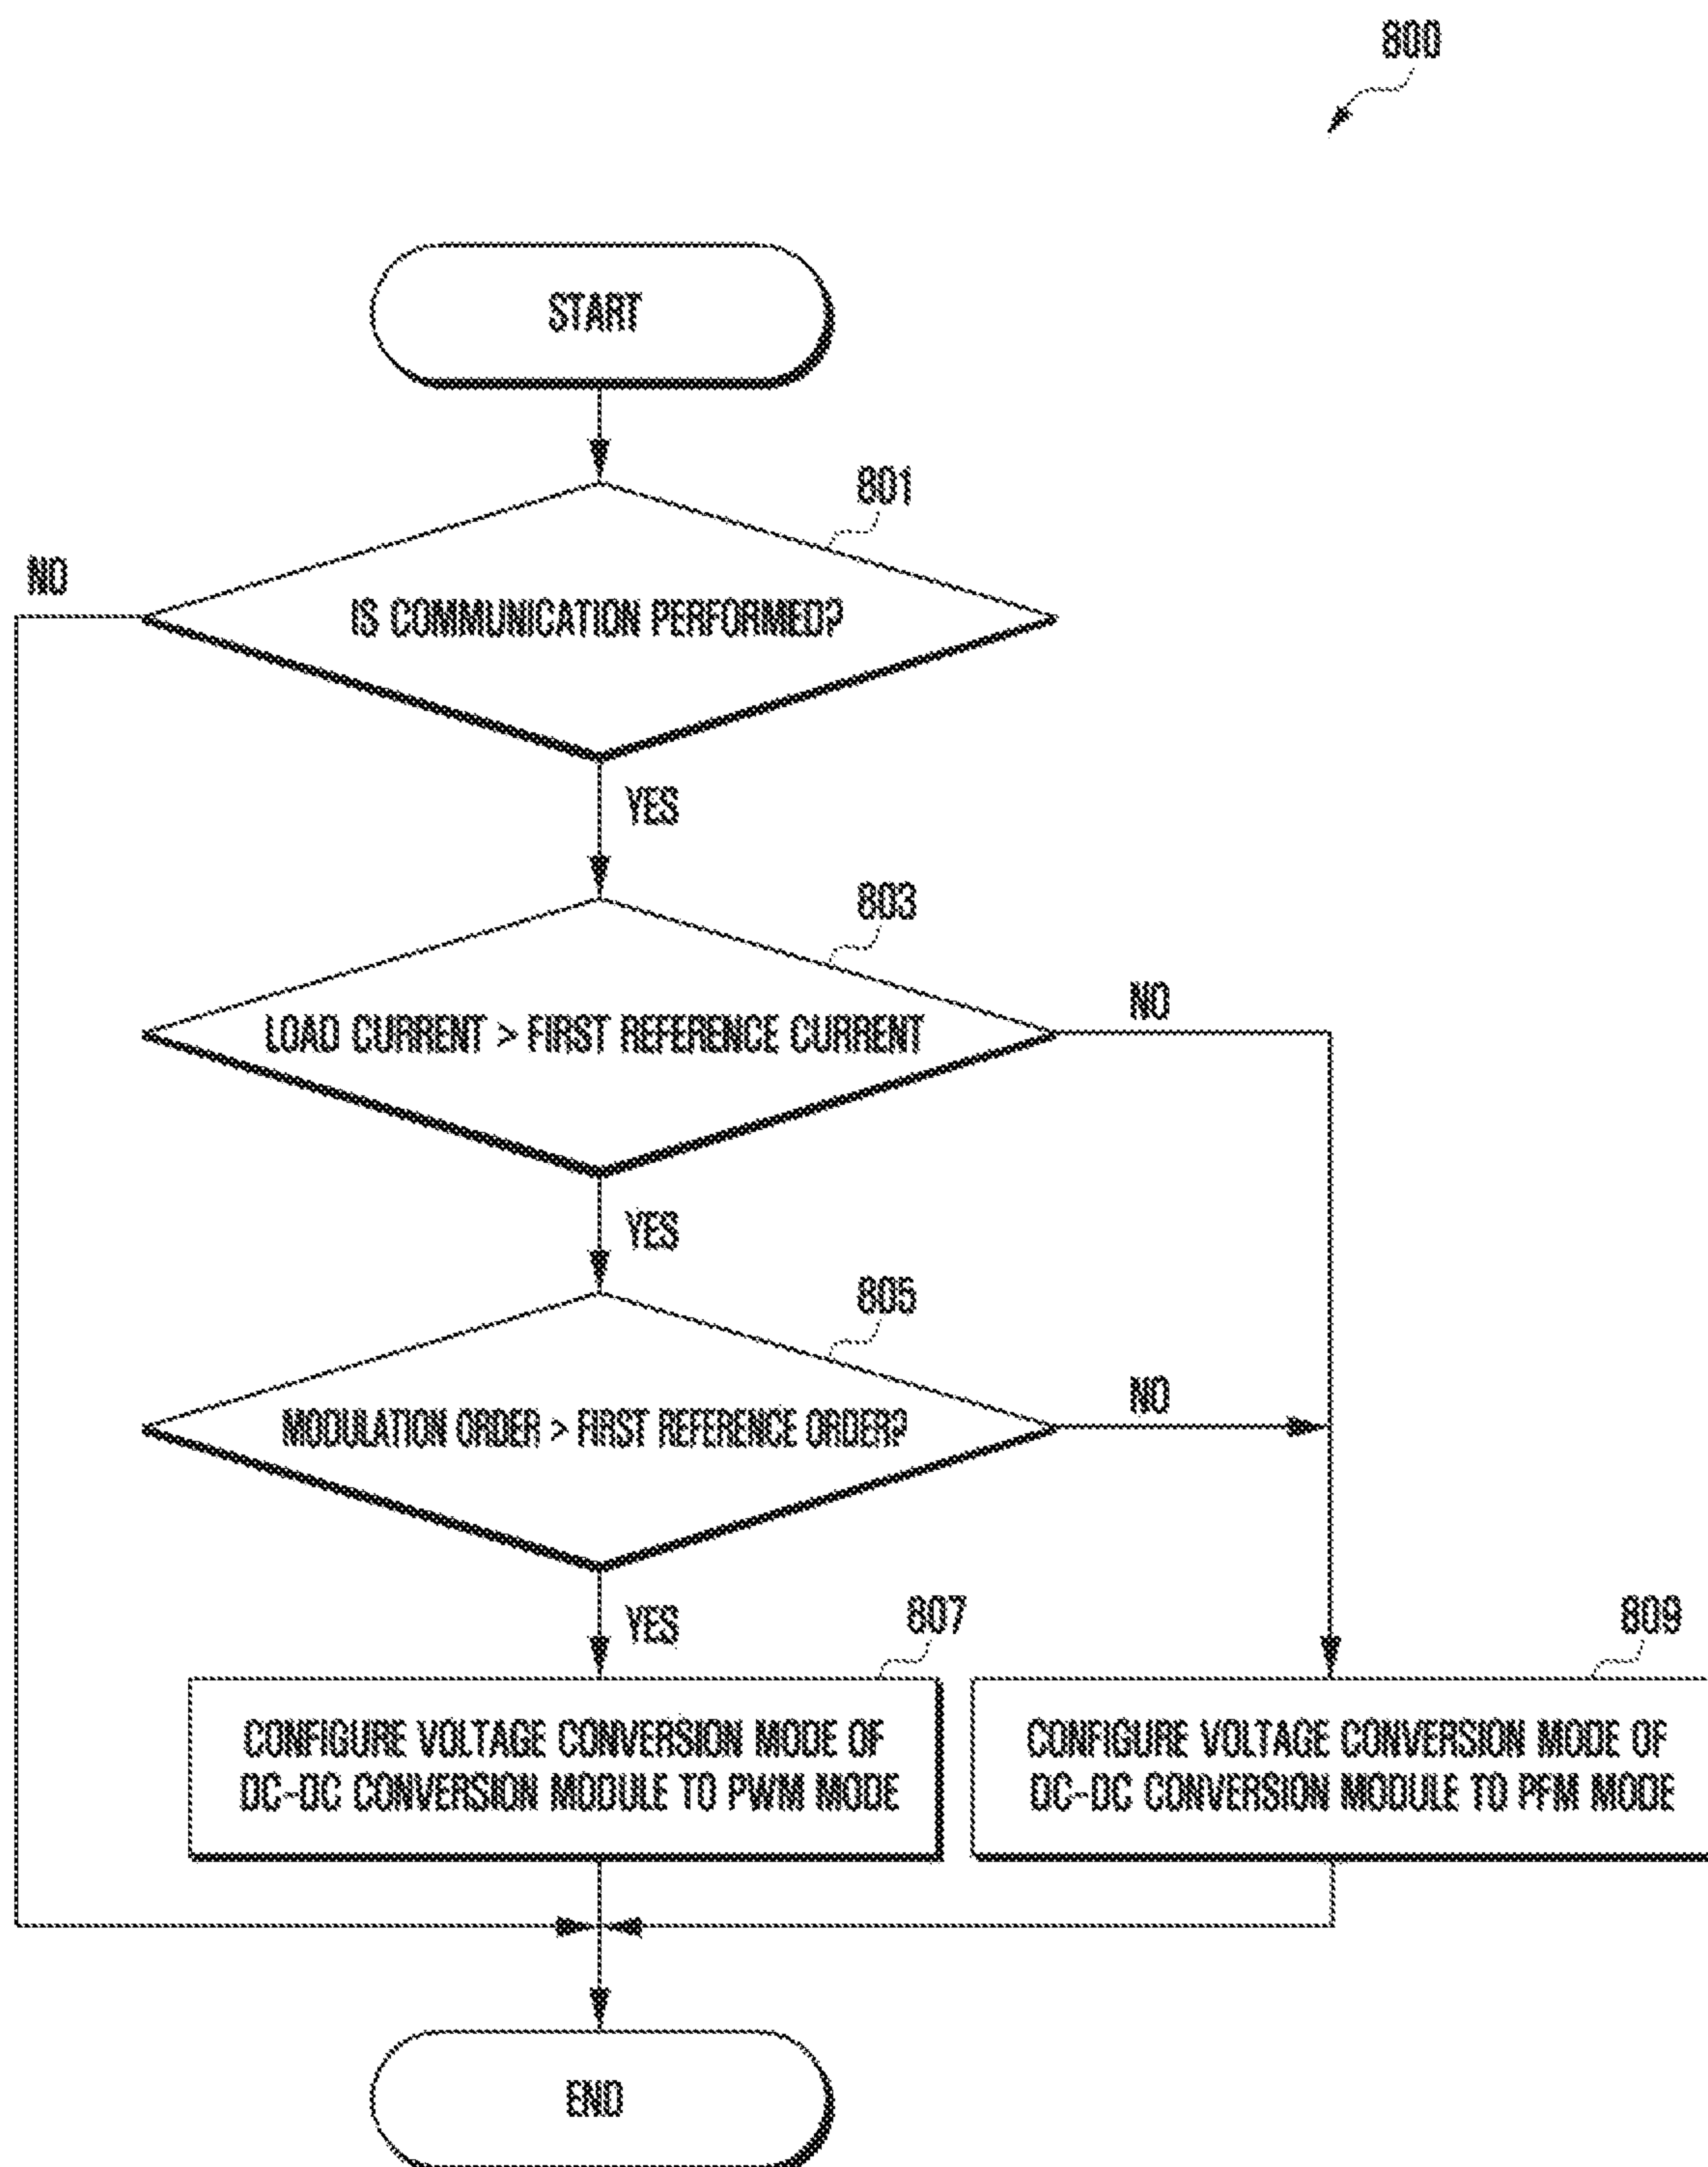 800
START
801
NO
IS COMMUNICATION PERFORMED?
YES
803
NO
LOAD CURRENT > FIRST REFERENCE CURRENT
YES
805
NO
MODULATION ORDER > FIRST REFERENCE ORDER?
YES
807
809
CONFIGURE VOLTAGE CONVERSION MODE OF
DC-DC CONVERSION MODULE TO PWM MODE
CONFIGURE VOLTAGE CONVERSION MODE OF
DC-DC CONVERSION MODULE TO PFM MODE
END